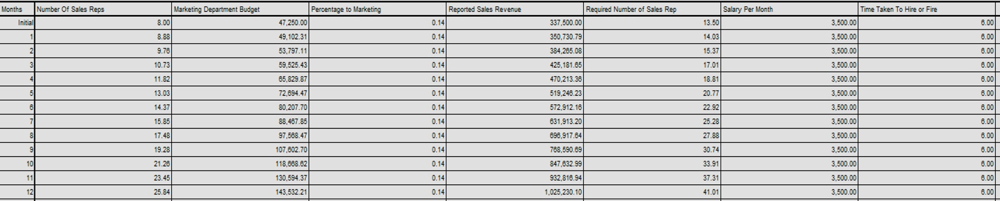 Months Number Of Sales Reps Marketing Department Budget Percentage to Marketing Reported Sales Revenue Required Number of Sales Rep Salary Per Month Time Taken To Hire or Fire
Initial 8.00 47,250.00 0.14 337,500.00 13.50 3,500.00 6.00
1 8.88 49,102.31 0.14 350,730.79 14.03 3,500.00 6.00
2 9.76 53,797.11 0.14 384,265.08 15.37 3,500.00 6.00
3 10.73 59,525.43 0.14 425,181.65 17.01 3,500.00 6.00
4 11.82 65,829.87 0.14 470,213.36 18.81 3,500.00 6.00
5 13.03 72,694.47 0.14 519,246.23 20.77 3,500.00 6.00
6 14.37 80,207.70 0.14 572,912.16 22.92 3,500.00 6.00
7 15.85 88,467.85 0.14 631,913.20 25.28 3,500.00 6.00
8 17.48 97,568.47 0.14 696,917.64 27.88 3,500.00 6.00
9 19.28 107,602.70 0.14 768,590.69 30.74 3,500.00 6.00
10 21.26 118,668.62 0.14 847,632.99 33.91 3,500.00 6.00
11 23.45 130,594.37 0.14 932,816.94 37.31 3,500.00 6.00
12 25.84 143,532.21 0.14 1,025,230.10 41.01 3,500.00 6.00